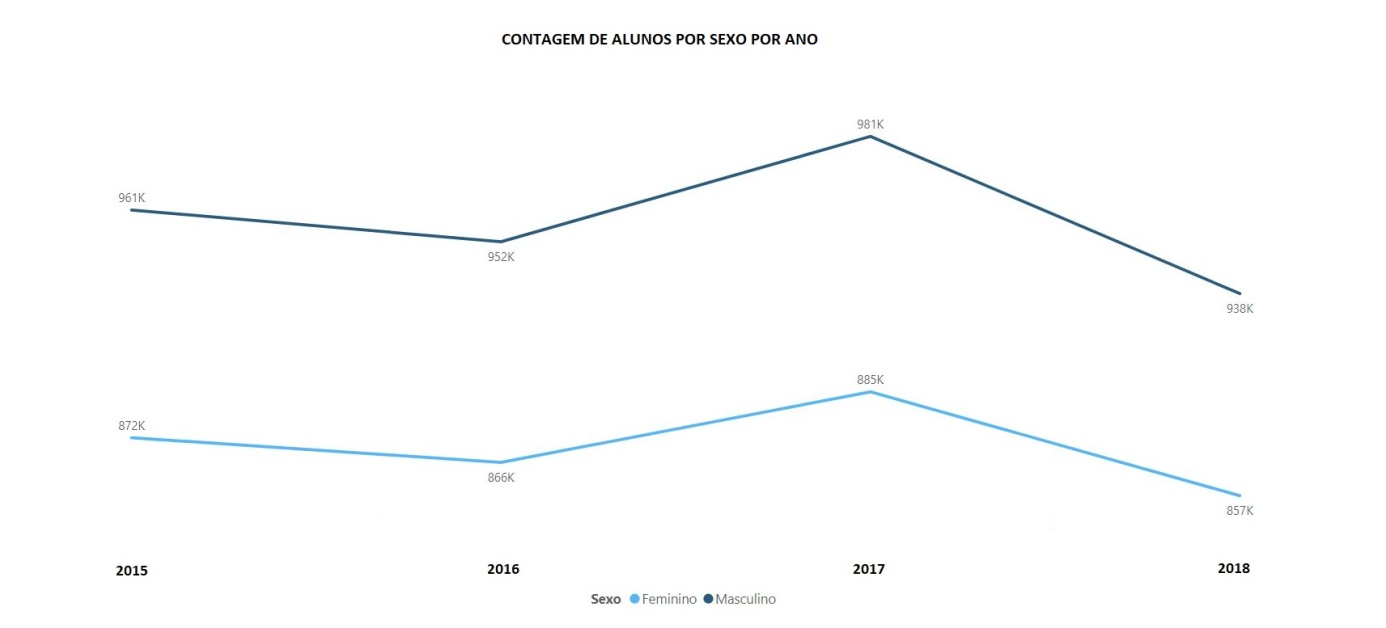 CONTAGEM DE ALUNOS POR SEXO POR ANO
981K
961K
952K
938K
885K
872K
866K
857K
2015 2016 2017 2018
Sexo Feminino Masculino